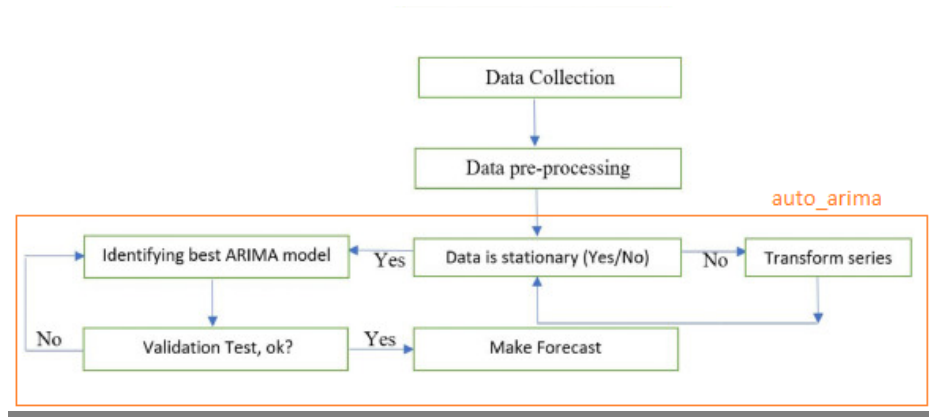 Data Collection
Data pre-processing
auto_arima
Identifying best ARIMA model
Yes
Data is stationary (Yes/No)
No
Transform series
No
Validation Test, ok?
Yes
Make Forecast